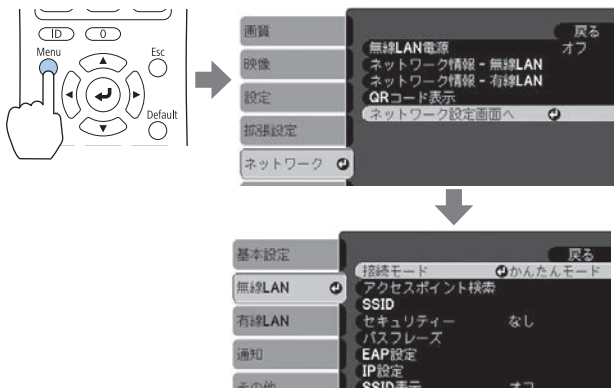 ID
0
Menu
Esc
Default
画質
映像
設定
拡張設定
ネットワーク
戻る
無線LAN電源 オフ
ネットワーク情報 - 無線LAN
ネットワーク情報 - 有線LAN
QRコード表示
ネットワーク設定画面へ
基本設定
無線LAN
有線LAN
通知
その他
戻る
接続モード かんたんモード
アクセスポイント検索
SSID
セキュリティー なし
パスフレーズ
EAP設定
IP設定
SSID表示 オフ